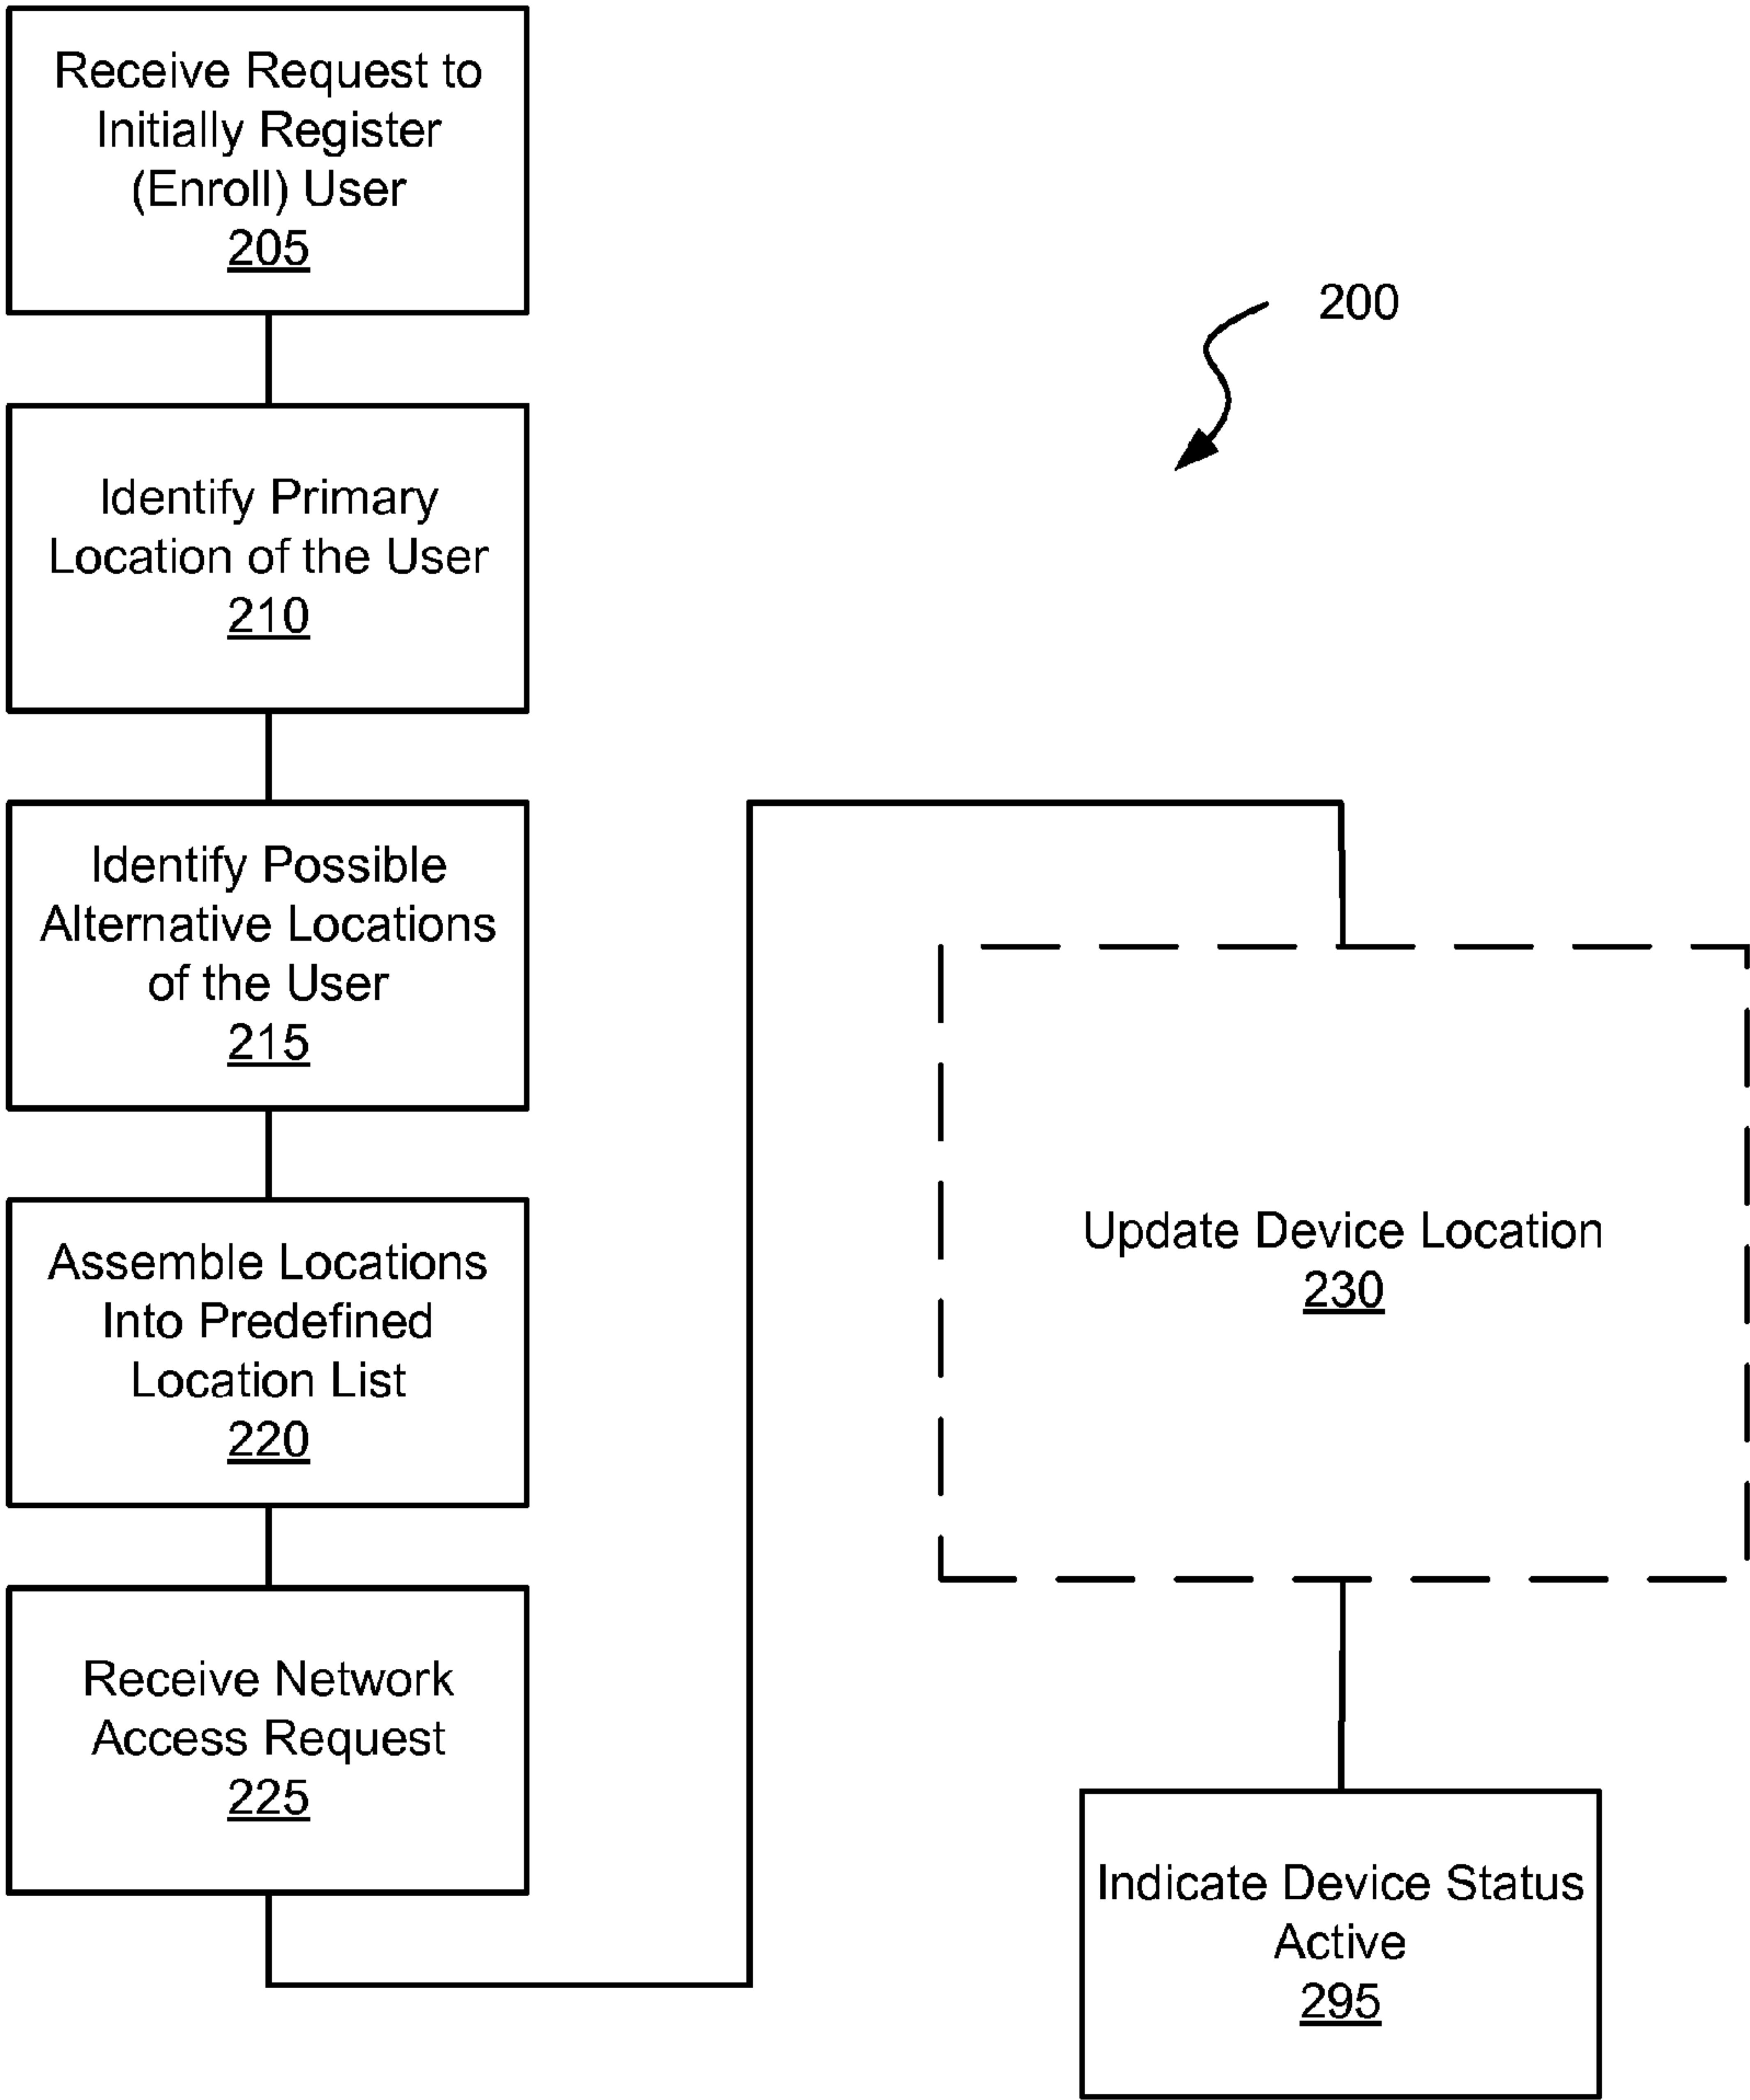 Receive Request to
Initially Register
(Enroll) User
205
200
Identify Primary
Location of the User
210
Identify Possible
Alternative Locations
of the User
215
Assemble Locations
Into Predefined
Location List
220
Receive Network
Access Request
225
Update Device Location
230
Indicate Device Status
Active
295